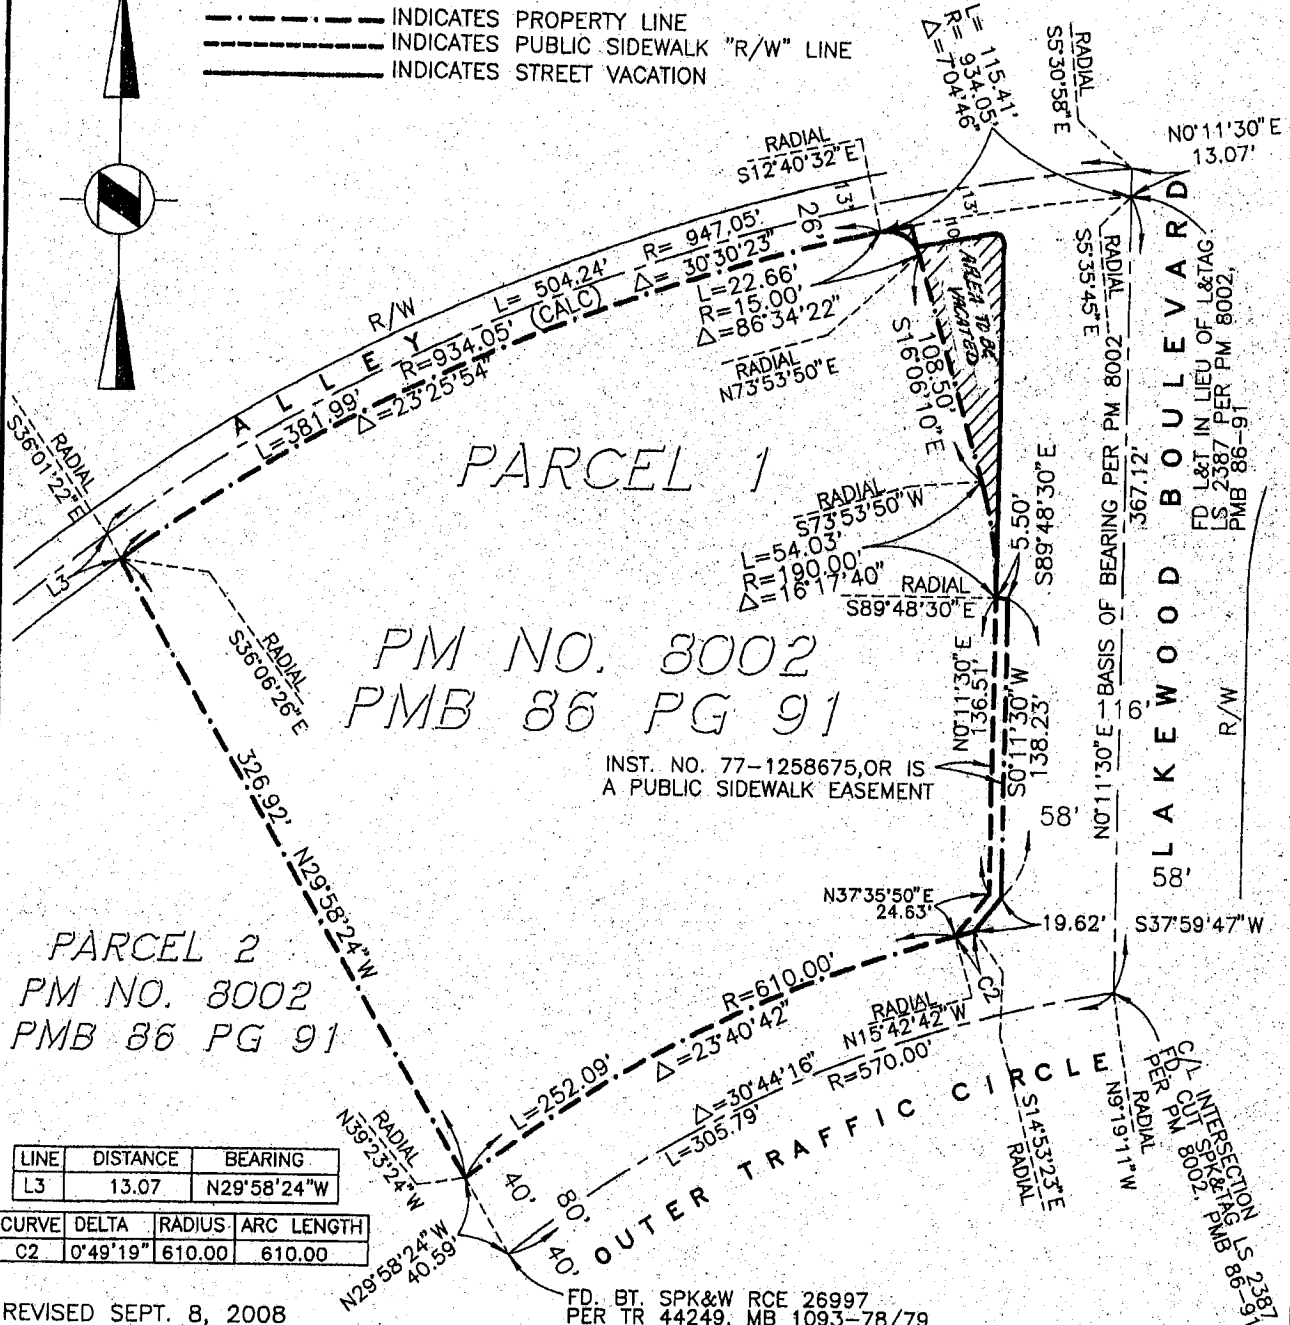 INDICATES PROPERTY LINE
INDICATES PUBLIC SIDEWALK "R/W" LINE
INDICATES STREET VACATION
L= 115.41'
R= 934.05'
Δ=7°04'46"
RADIAL
S5°30'58"E
N0°11'30"E
13.07'
RADIAL
S12°40'32"E
13'
13'
26'
10'
R= 947.05'
Δ= 30°30'23"
L= 504.24'
(CALC)
R/W
ALLEY
R=934.05'
L=381.99'
Δ=23°25'54"
L=22.66'
R=15.00'
Δ=86°34'22"
RADIAL
N73°53'50"E
AREA TO BE
VACATED
108.50'
S16°06'10"E
RADIAL
S5°35'45"E
FD L&T IN LIEU OF L&TAG
LS 2387 PER PM 8002,
PMB 86-91
RADIAL
S36°01'22"E
L3
PARCEL 1
RADIAL
S73°53'50"W
L=54.03'
R=190.00'
Δ=16°17'40"
RADIAL
S89°48'30"E
5.50'
S89°48'30"E
N0°11'30"E BASIS OF BEARING PER PM 8002
367.12'
LAKEWOOD BOULEVARD
RADIAL
S36°06'26"E
PM NO. 8002
PMB 86 PG 91
INST. NO. 77-1258675,OR IS
A PUBLIC SIDEWALK EASEMENT
N0°11'30"E
136.51'
S0°11'30"W
138.23'
116'
R/W
58'
58'
326.92'
N29°58'24"W
N37°35'50"E
24.63'
19.62'
S37°59'47"W
PARCEL 2
PM NO. 8002
PMB 86 PG 91
R=610.00'
Δ=23°40'42"
L=252.09'
C2
RADIAL
N15°42'42"W
Δ=30°44'16"
R=570.00'
L=305.79'
OUTER TRAFFIC CIRCLE
S14°53'23"E
RADIAL
RADIAL
N9°19'11"W
C/L INTERSECTION
FD. CUT SPK&TAG LS 2387
PER PM 8002, PMB 86-91
RADIAL
N39°23'24"W
N29°58'24"W
40.59'
40'
80'
40'
LINE DISTANCE BEARING
L3 13.07 N29°58'24"W
CURVE DELTA RADIUS ARC LENGTH
C2 0°49'19" 610.00 610.00
REVISED SEPT. 8, 2008
FD. BT. SPK&W RCE 26997
PER TR 44249, MB 1093-78/79